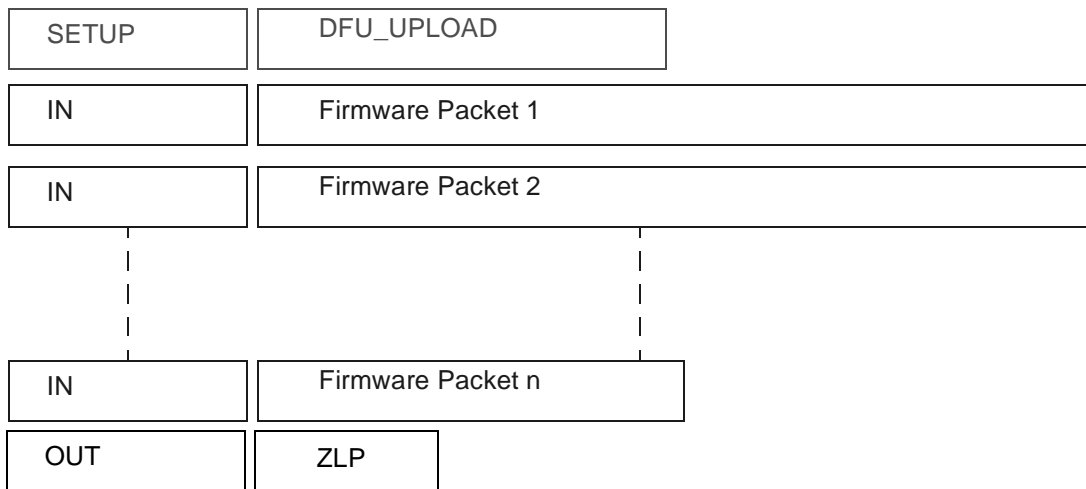 SETUP DFU_UPLOAD
IN Firmware Packet 1
IN Firmware Packet 2
IN Firmware Packet n
OUT ZLP